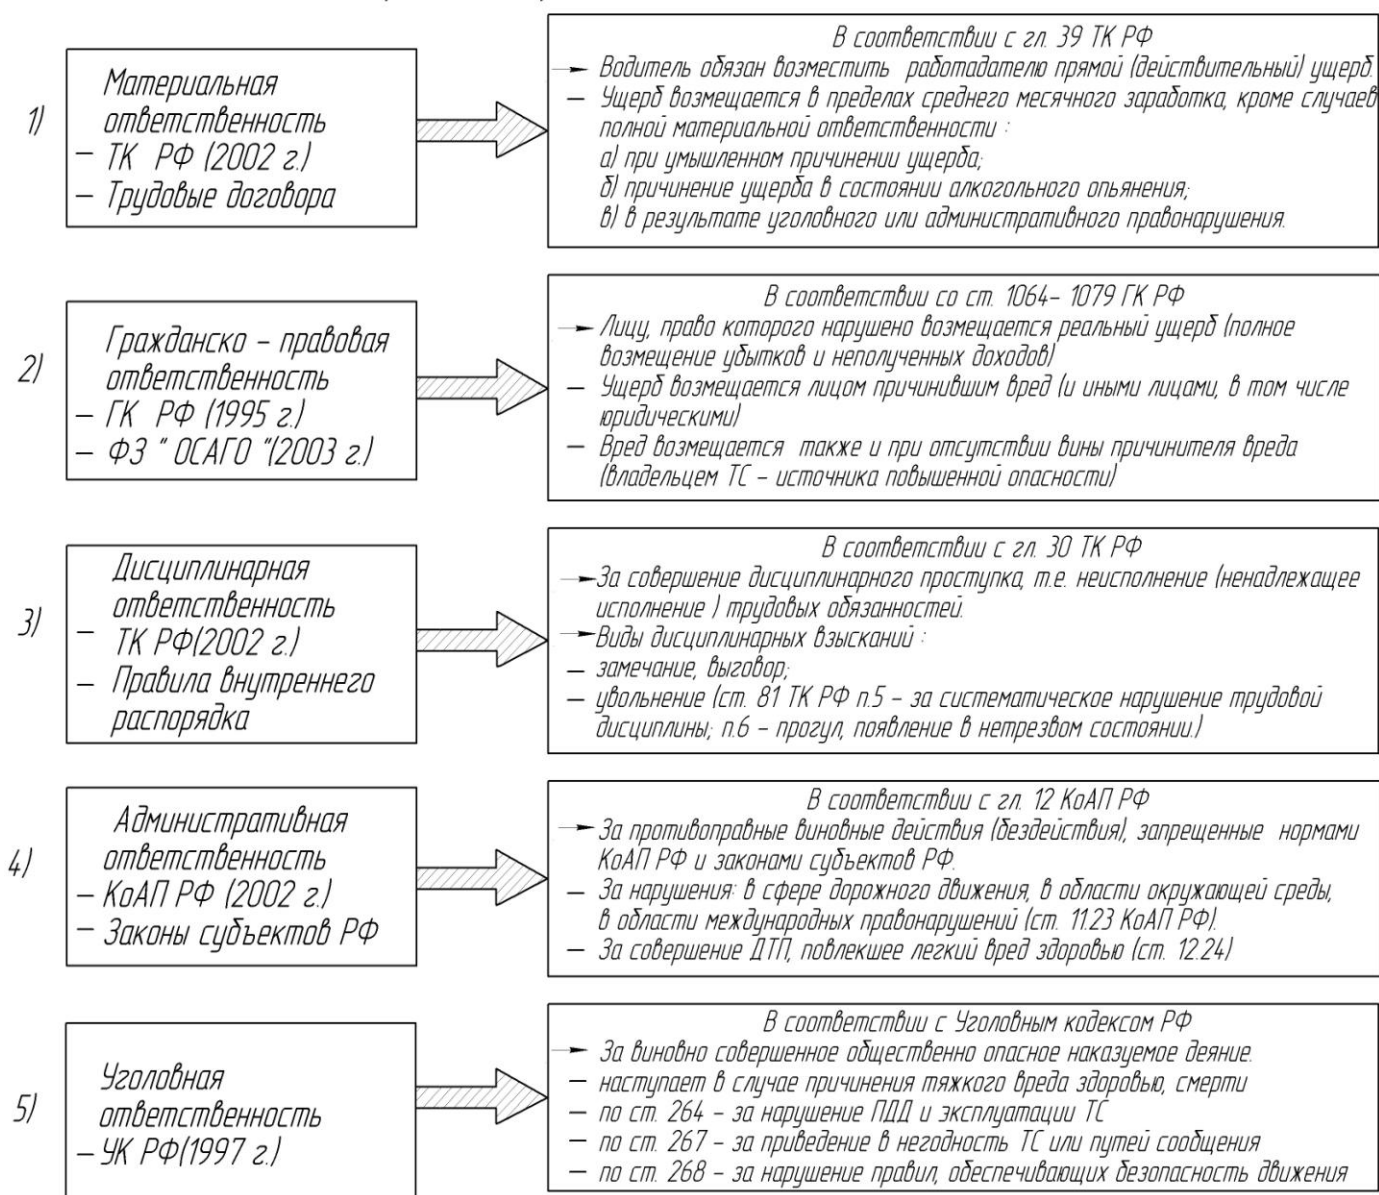 1)
Материальная
ответственность
– ТК РФ (2002 г.)
– Трудовые договора
В соответствии с гл. 39 ТК РФ
Водитель обязан возместить работадателю прямой (действительный) ущерб.
– Ущерб возмещается в пределах среднего месячного заработка, кроме случаев
полной материальной ответственности :
а) при умышленном причинении ущерба;
б) причинение ущерба в состоянии алкогольного опьянения;
в) в результате уголовного или административного правонарушения.
2)
Гражданско – правовая
ответственность
– ГК РФ (1995 г.)
– ФЗ " ОСАГО "(2003 г.)
В соответствии со ст. 1064– 1079 ГК РФ
Лицу, право которого нарушено возмещается реальный ущерб (полное
возмещение убытков и неполученных доходов)
– Ущерб возмещается лицом причинившим вред (и иными лицами, в том числе
юридическими)
– Вред возмещается также и при отсутствии вины причинителя вреда
(владельцем ТС – источника повышенной опасности)
3)
Дисциплинарная
ответственность
– ТК РФ(2002 г.)
– Правила внутреннего
распорядка
В соответствии с гл. 30 ТК РФ
За совершение дисциплинарного проступка, т.е. неисполнение (ненадлежащее
исполнение ) трудовых обязанностей.
Виды дисциплинарных взысканий :
– замечание, выговор;
– увольнение (ст. 81 ТК РФ п.5 – за систематическое нарушение трудовой
дисциплины; п.6 – прогул, появление в нетрезвом состоянии.)
4)
Административная
ответственность
– КоАП РФ (2002 г.)
– Законы субъектов РФ
В соответствии с гл. 12 КоАП РФ
За противоправные виновные действия (бездействия), запрещенные нормами
КоАП РФ и законами субъектов РФ.
– За нарушения: в сфере дорожного движения, в области окружающей среды,
в области международных правонарушений (ст. 11.23 КоАП РФ).
– За совершение ДТП, повлекшее легкий вред здоровью (ст. 12.24)
5)
Уголовная
ответственность
– УК РФ(1997 г.)
В соответствии с Уголовным кодексом РФ
За виновно совершенное общественно опасное наказуемое деяние.
– наступает в случае причинения тяжкого вреда здоровью, смерти
– по ст. 264 – за нарушение ПДД и эксплуатации ТС
– по ст. 267 – за приведение в негодность ТС или путей сообщения
– по ст. 268 – за нарушение правил, обеспечивающих безопасность движения